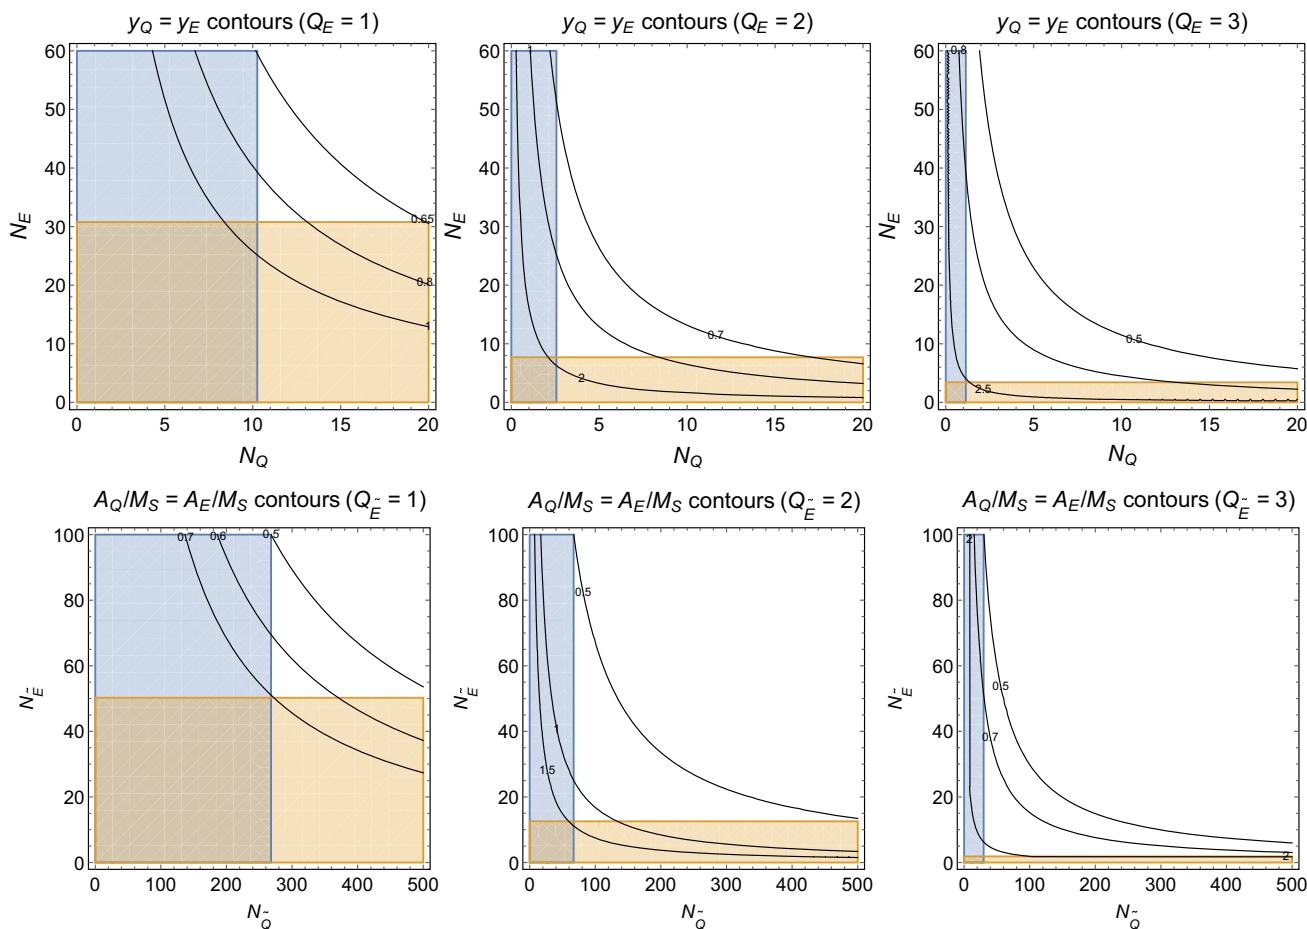 y_Q = y_E contours (Q_E = 1)
y_Q = y_E contours (Q_E = 2)
y_Q = y_E contours (Q_E = 3)
60
50
40
30
20
10
0
N_E
0.65
0.8
1
0 5 10 15 20
N_Q
60
50
40
30
20
10
0
N_E
1
0.7
2
0 5 10 15 20
N_Q
60
50
40
30
20
10
0
N_E
0.8
0.5
2.5
0 5 10 15 20
N_Q
A_Q/M_S = A_E/M_S contours (Q_Ẽ = 1)
A_Q/M_S = A_E/M_S contours (Q_Ẽ = 2)
A_Q/M_S = A_E/M_S contours (Q_Ẽ = 3)
100
80
60
40
20
0
N_Ẽ
0.7
0.6
0.5
0 100 200 300 400 500
N_Q̃
100
80
60
40
20
0
N_Ẽ
0.5
1
1.5
0 100 200 300 400 500
N_Q̃
100
80
60
40
20
0
N_Ẽ
2
0.5
0.7
2
0 100 200 300 400 500
N_Q̃